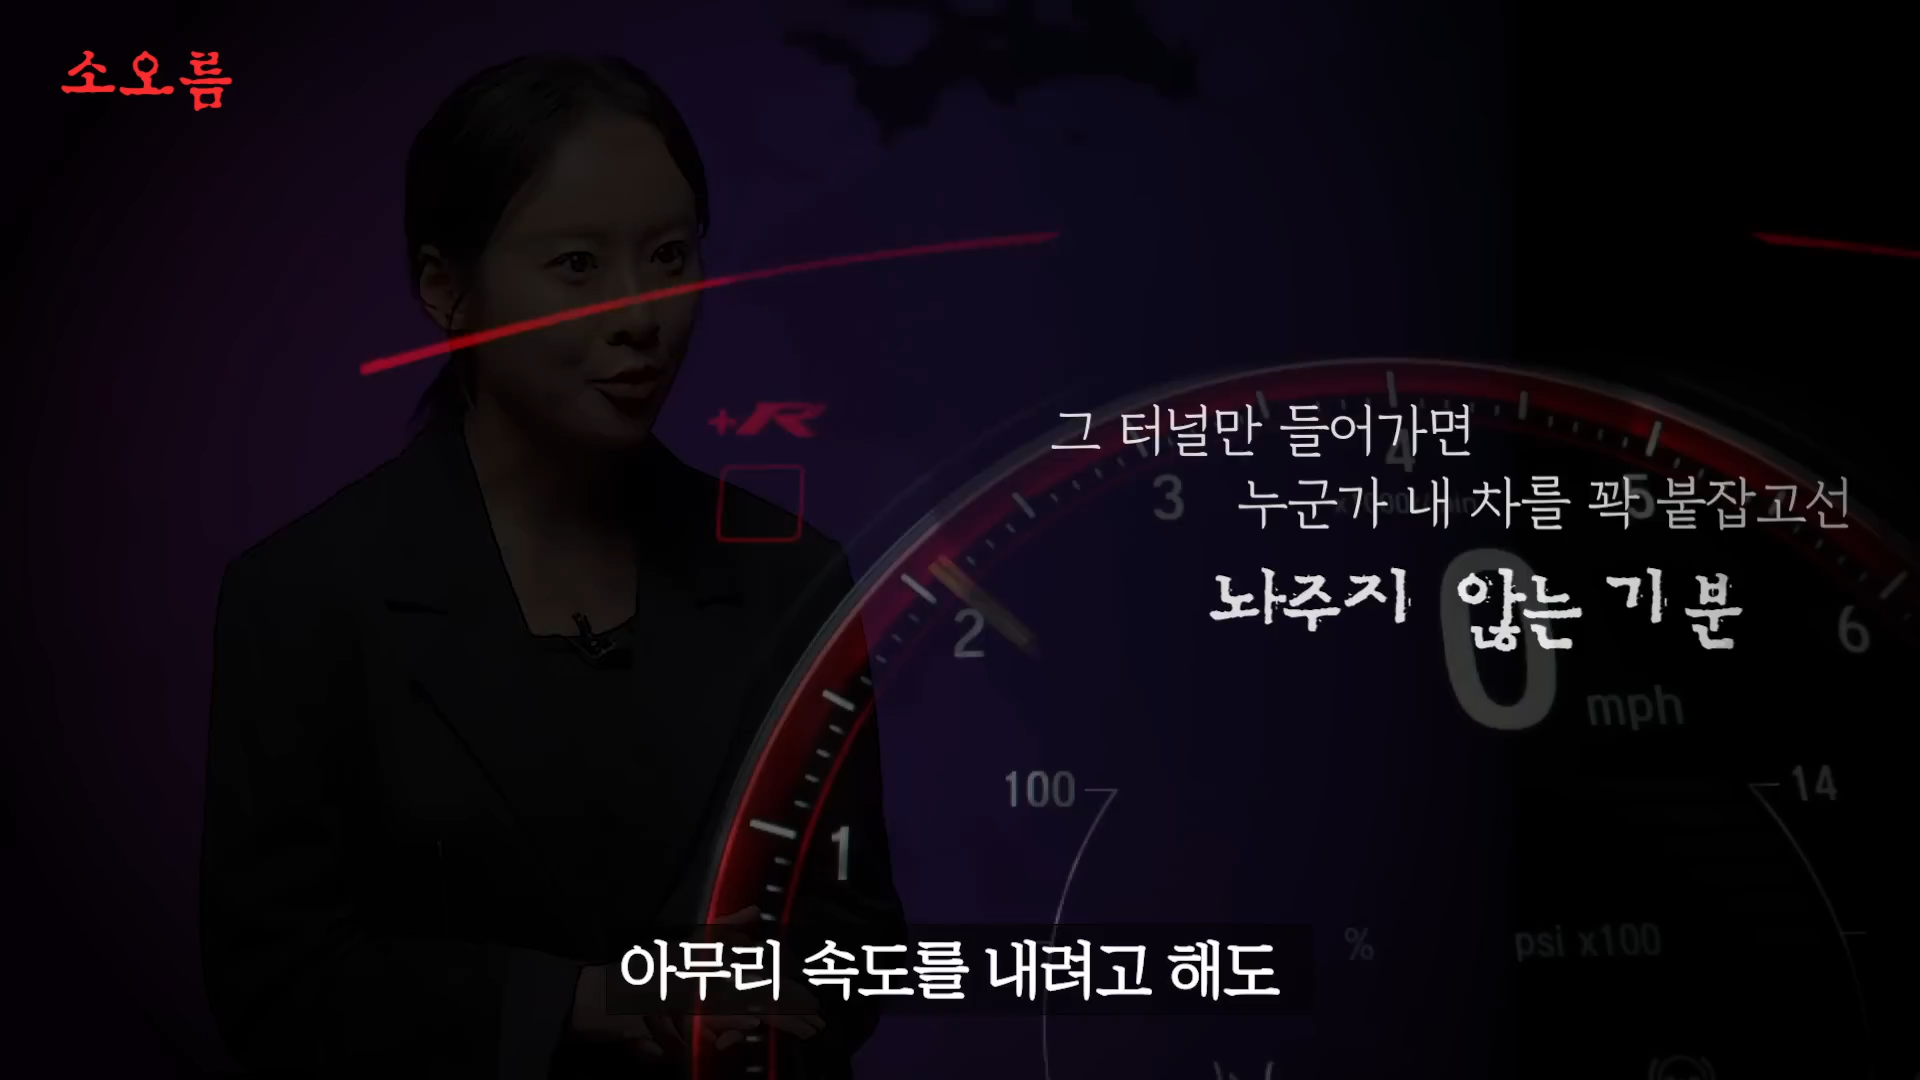 소오름
+R
그 터널만 들어가면
누군가 내 차를 꽉 붙잡고선
놔주지 않는 기분
1
2
3
4
5
6
0
mph
100
14
%
psi x100
아무리 속도를 내려고 해도